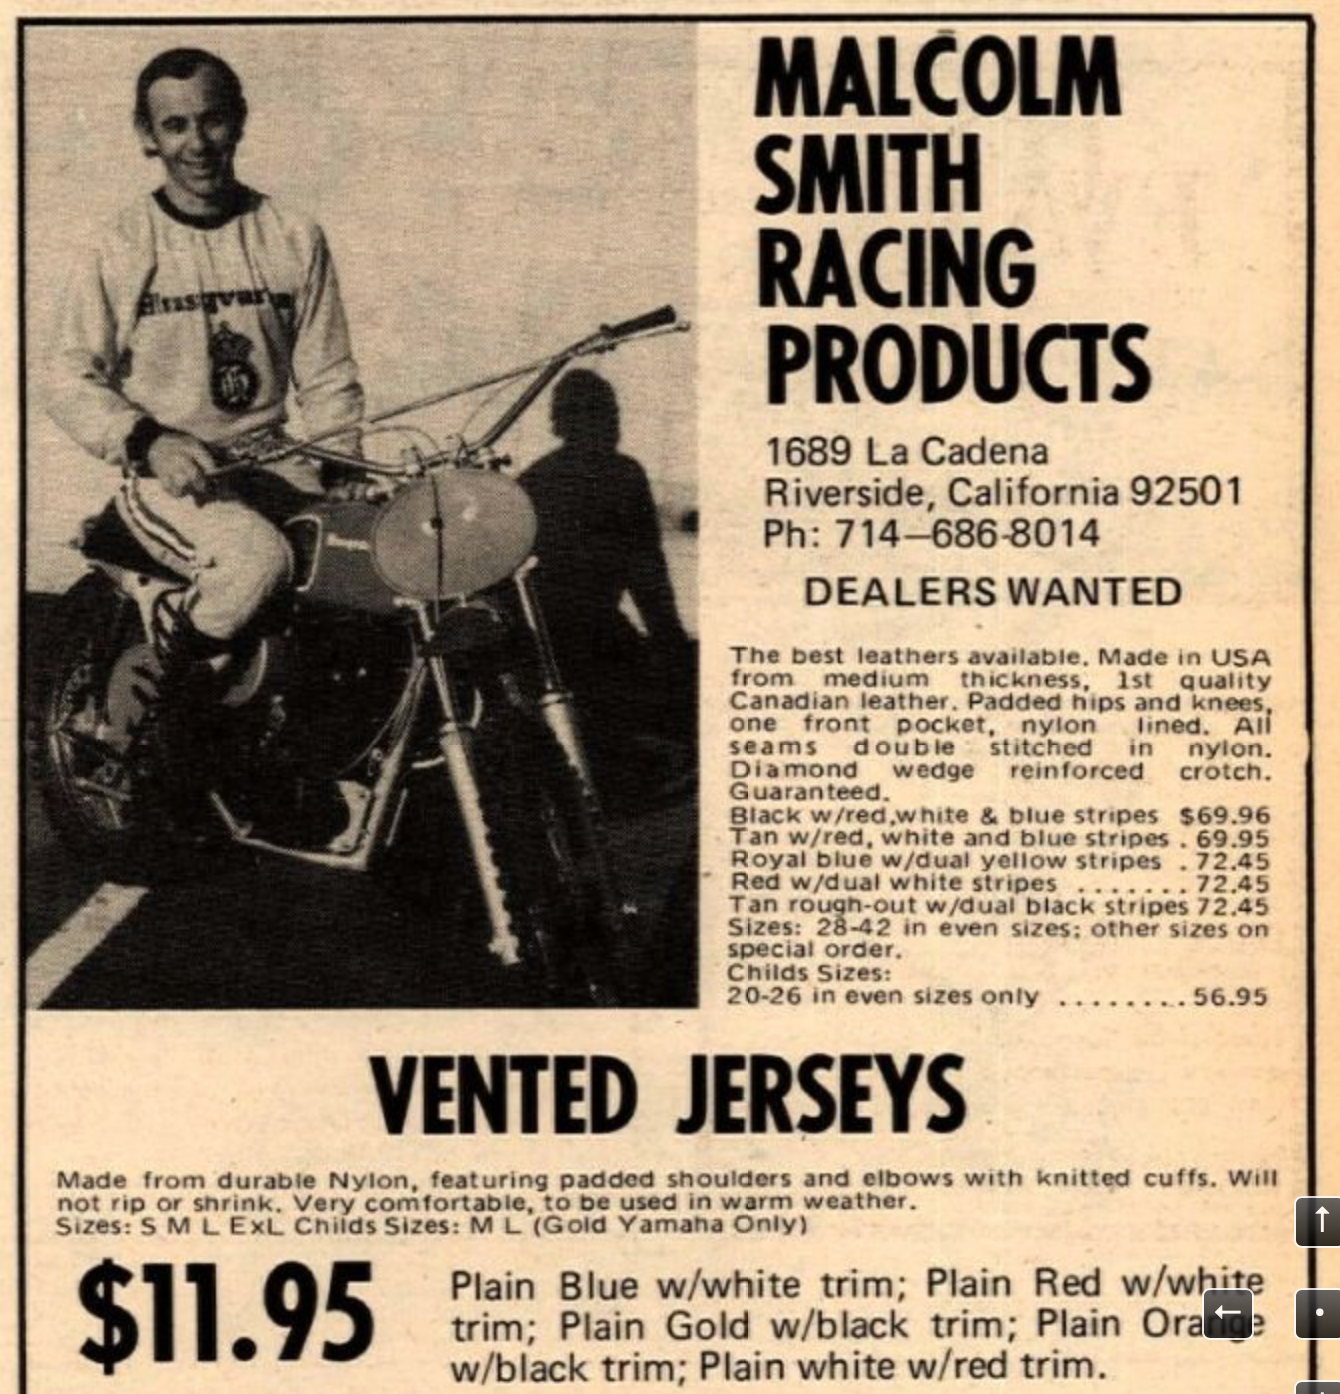 MALCOLM
SMITH
RACING
PRODUCTS
1689 La Cadena
Riverside, California 92501
Ph: 714—686-8014
DEALERS WANTED
The best leathers available. Made in USA
from medium thickness, 1st quality
Canadian leather. Padded hips and knees,
one front pocket, nylon lined. All
seams double stitched in nylon.
Diamond wedge reinforced crotch.
Guaranteed.
Black w/red,white & blue stripes $69.96
Tan w/red, white and blue stripes . 69.95
Royal blue w/dual yellow stripes . 72.45
Red w/dual white stripes ....... 72.45
Tan rough-out w/dual black stripes 72.45
Sizes: 28-42 in even sizes; other sizes on
special order.
Childs Sizes:
20-26 in even sizes only ........ 56.95
Husqvarna
VENTED JERSEYS
Made from durable Nylon, featuring padded shoulders and elbows with knitted cuffs. Will
not rip or shrink. Very comfortable, to be used in warm weather.
Sizes: S M L ExL Childs Sizes: M L (Gold Yamaha Only)
$11.95
Plain Blue w/white trim; Plain Red w/white
trim; Plain Gold w/black trim; Plain Orange
w/black trim; Plain white w/red trim.